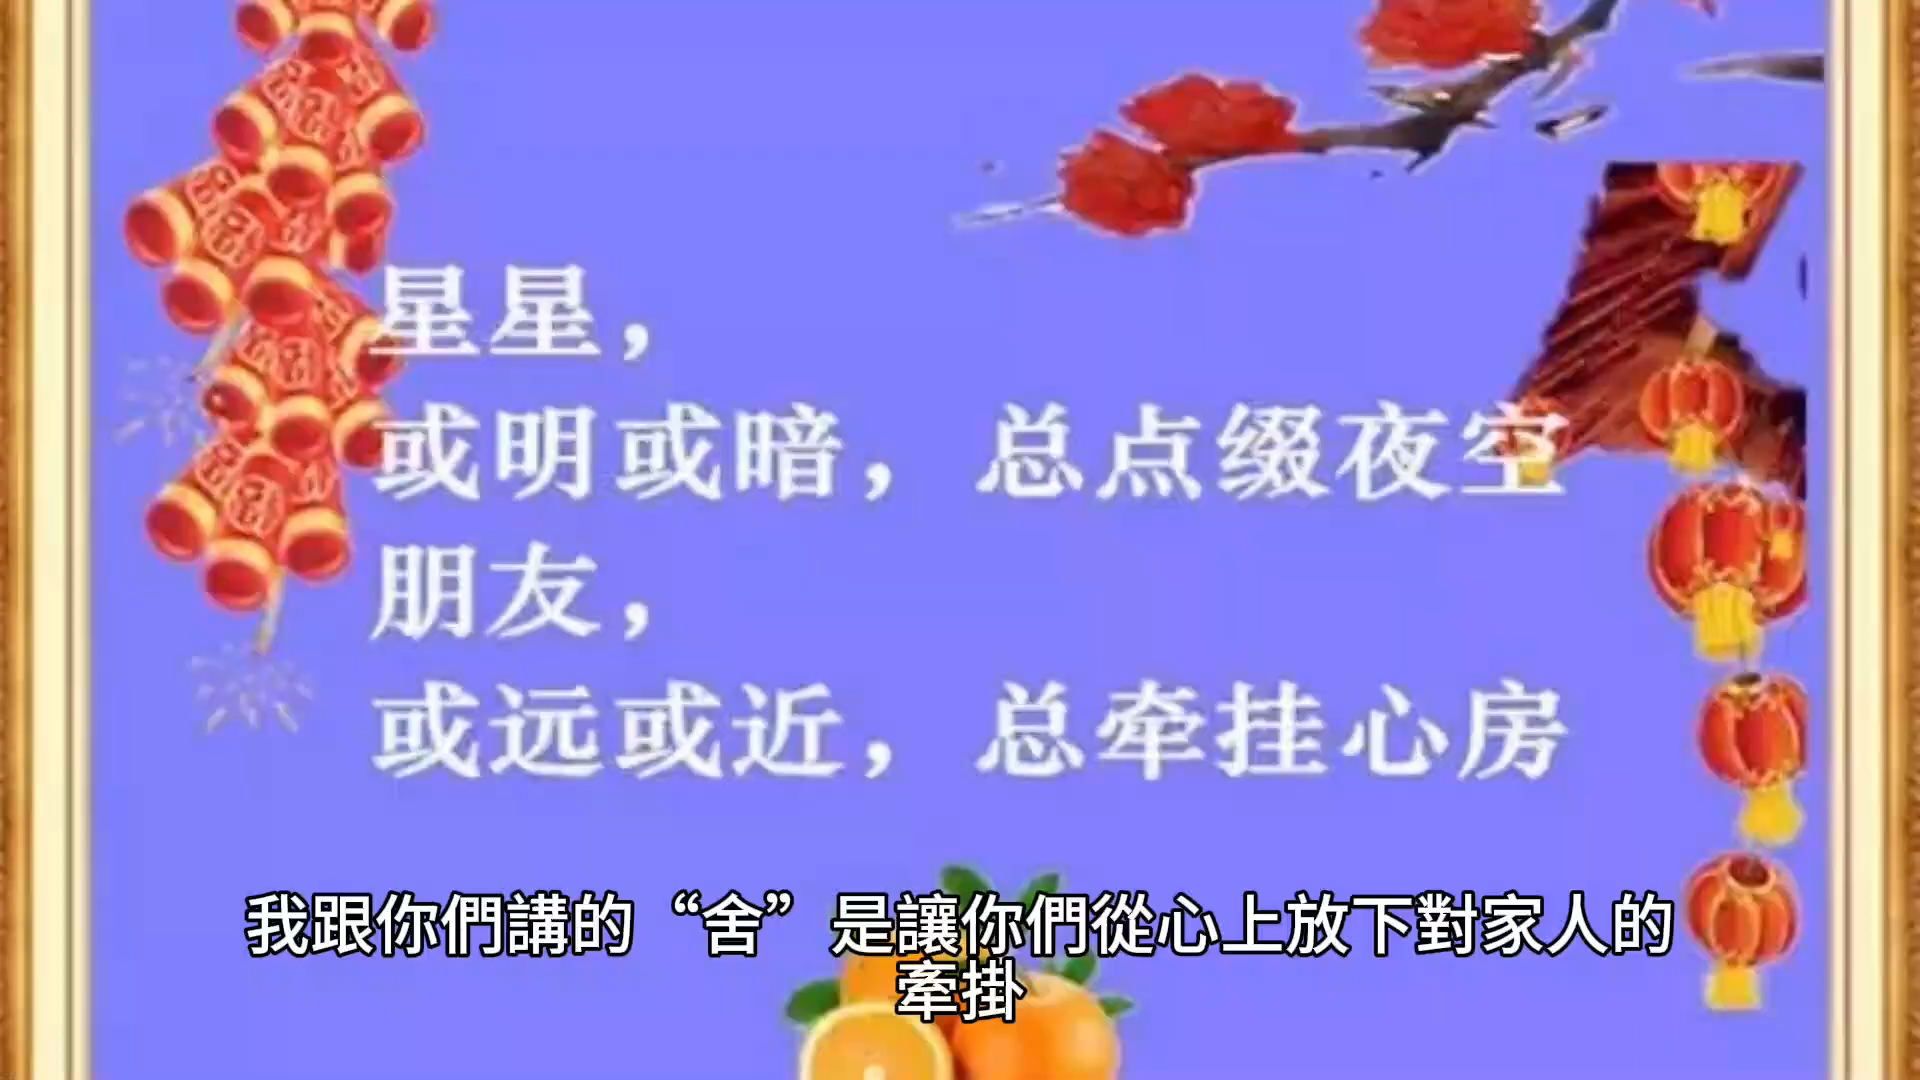 星星，
或明或暗，总点缀夜空
朋友，
或远或近，总牵挂心房
我跟你們講的“舍”是讓你們從心上放下對家人的
牽掛